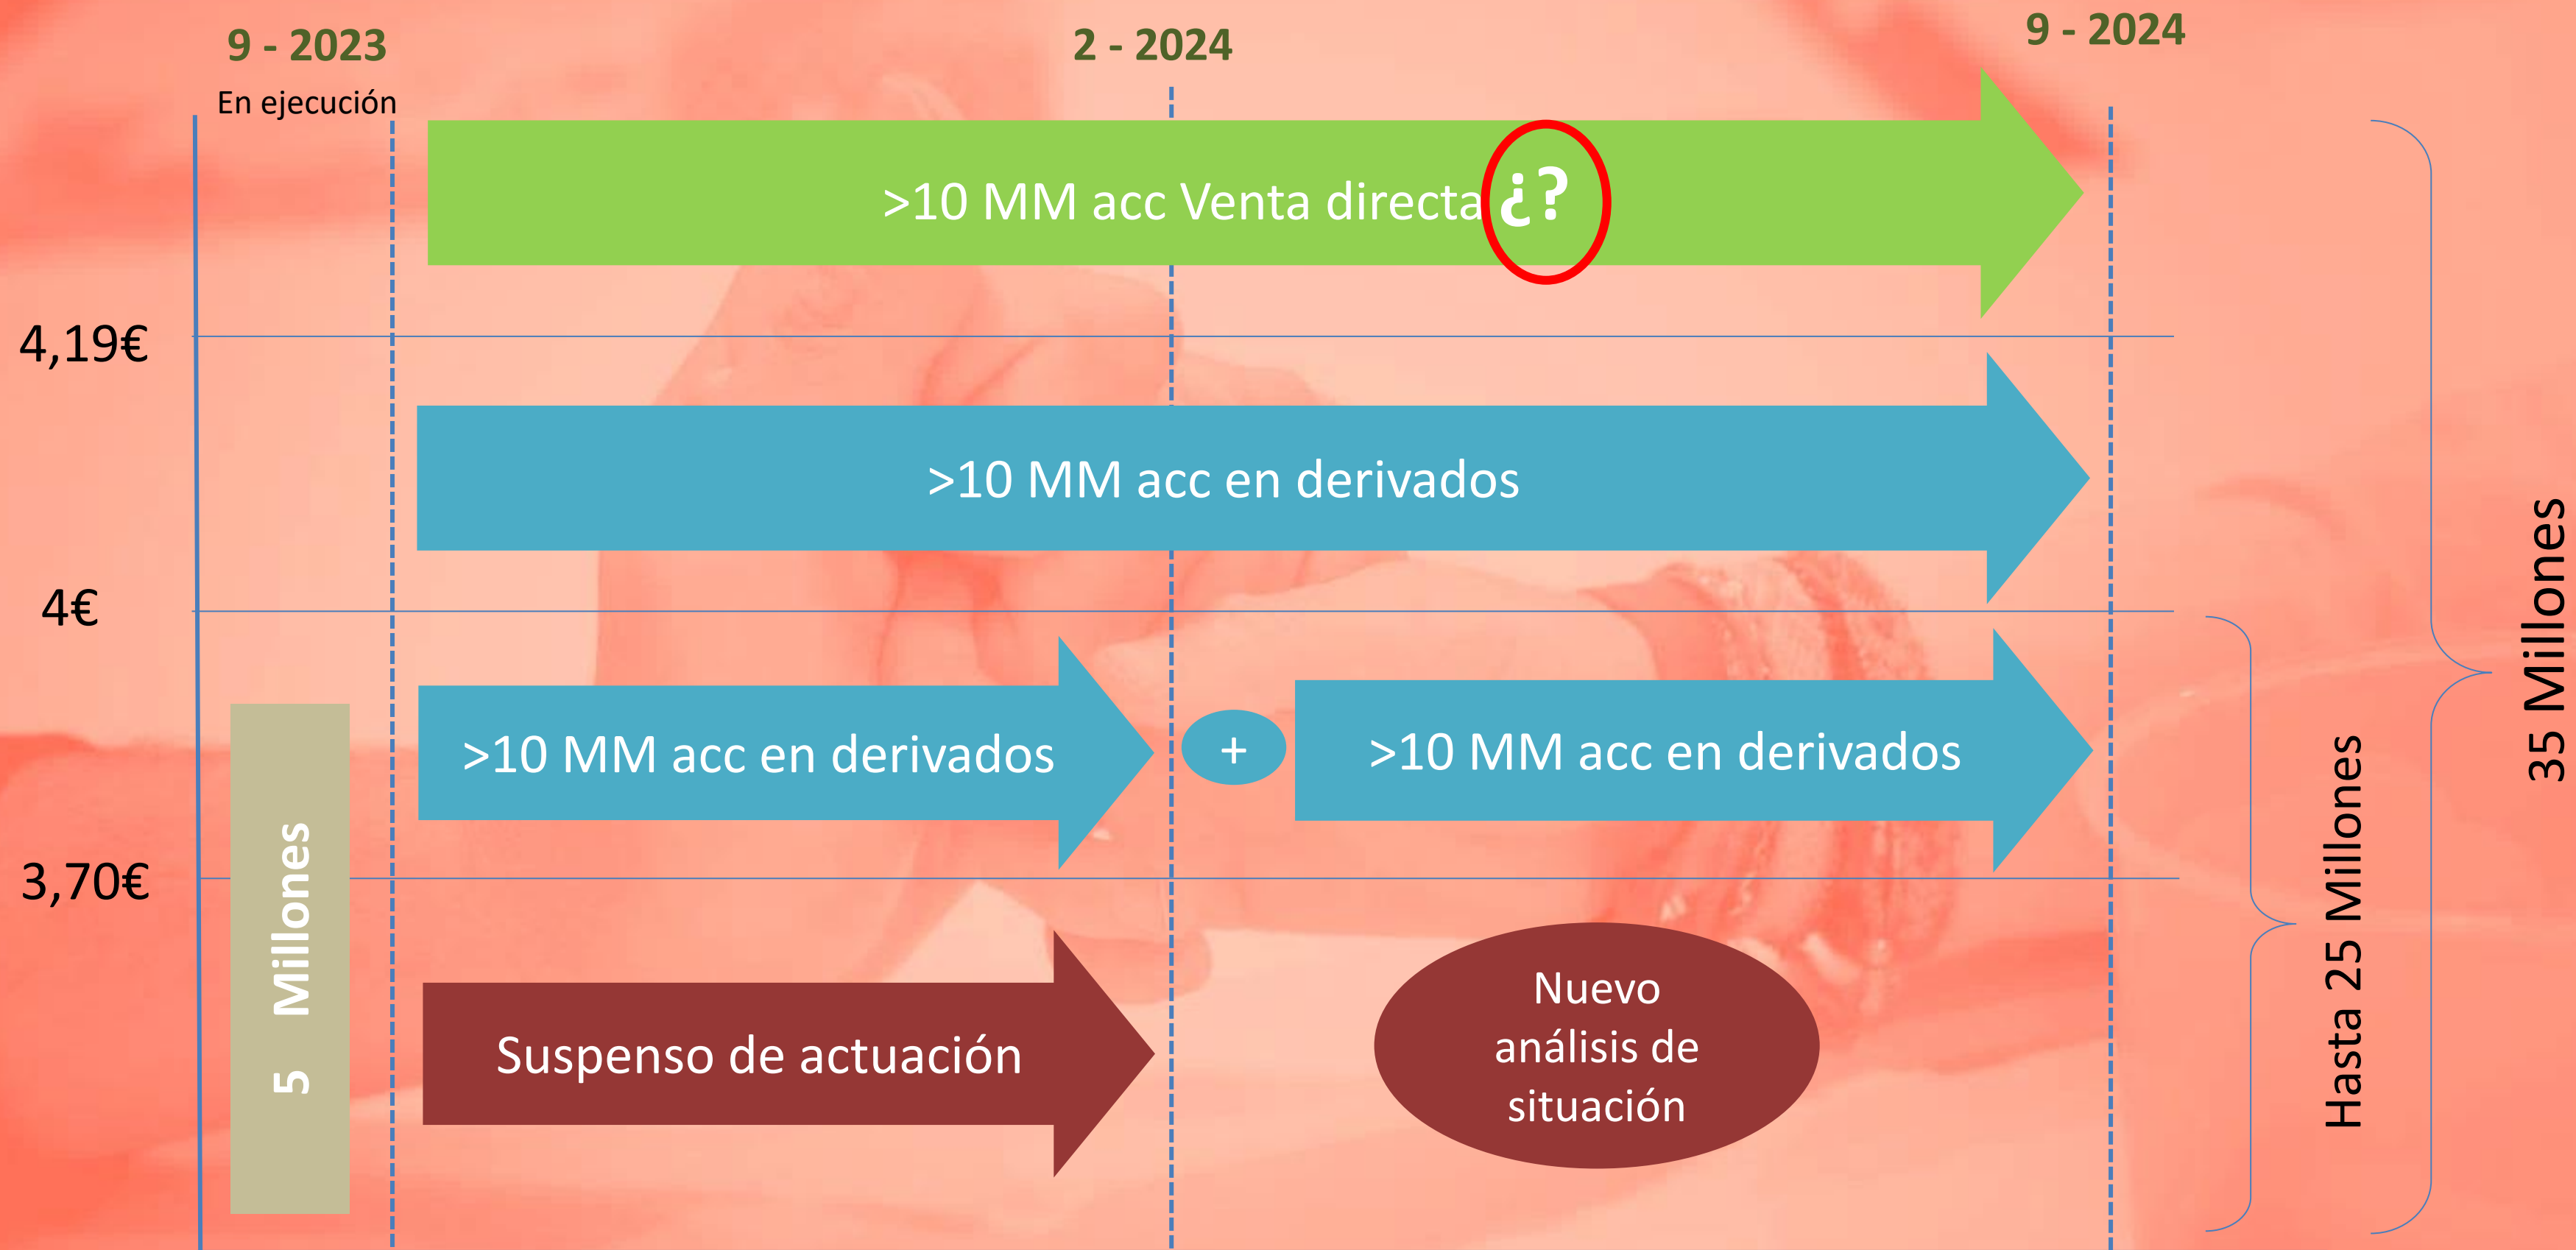 9 - 2023
2 - 2024
9 - 2024
En ejecución
>10 MM acc Venta directa ¿?
4,19€
>10 MM acc en derivados
4€
>10 MM acc en derivados
+
>10 MM acc en derivados
3,70€
5 Millones
Suspenso de actuación
Nuevo
análisis de
situación
Hasta 25 Millones
35 Millones